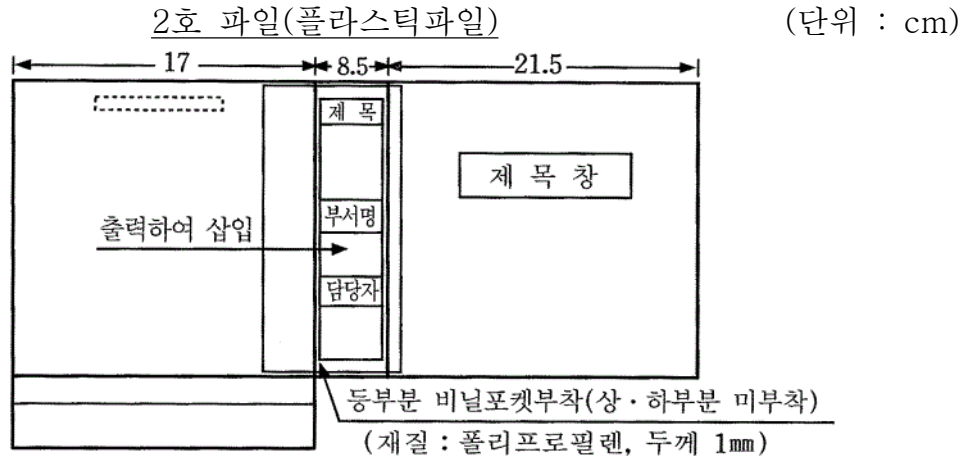 2호 파일(플라스틱파일) (단위 : cm)
17 8.5 21.5
제 목
제 목 창
부서명
출력하여 삽입
담당자
등부분 비닐포켓부착(상·하부분 미부착)
(재질 : 폴리프로필렌, 두께 1㎜)